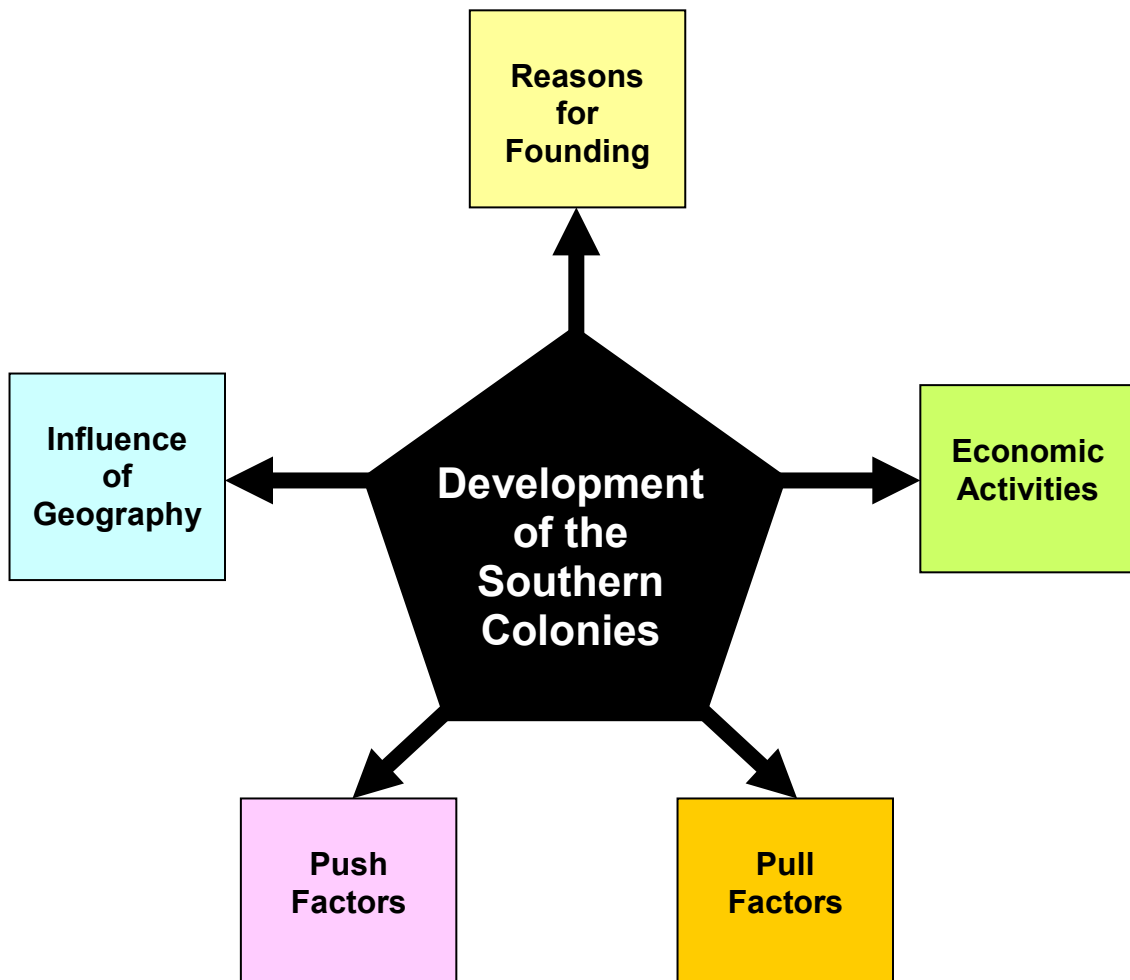 Reasons
for
Founding
Influence
of
Geography
Development
of the
Southern
Colonies
Economic
Activities
Push
Factors
Pull
Factors